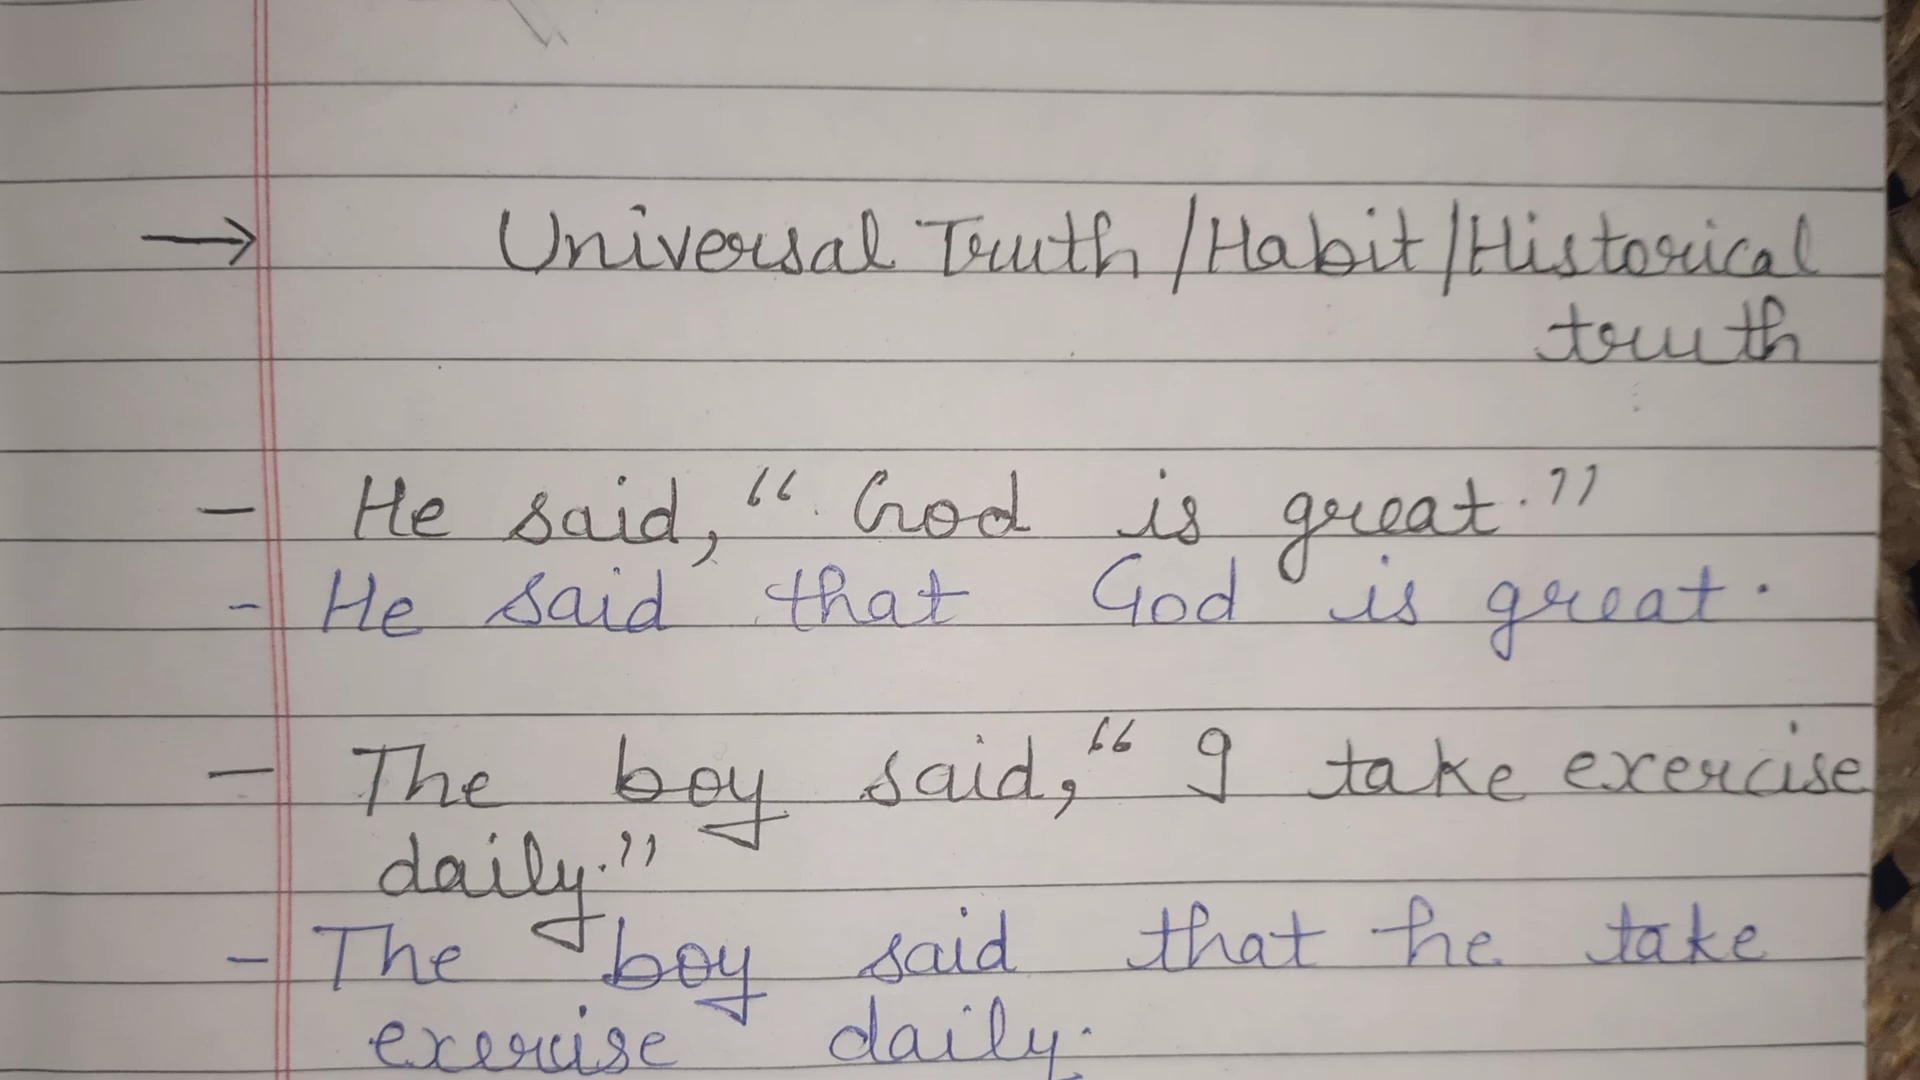 → Universal Truth / Habit / Historical
truth
- He said, “God is great.”
- He said that God is great.
- The boy said, “I take exercise
daily.”
- The boy said that he take
exercise daily.